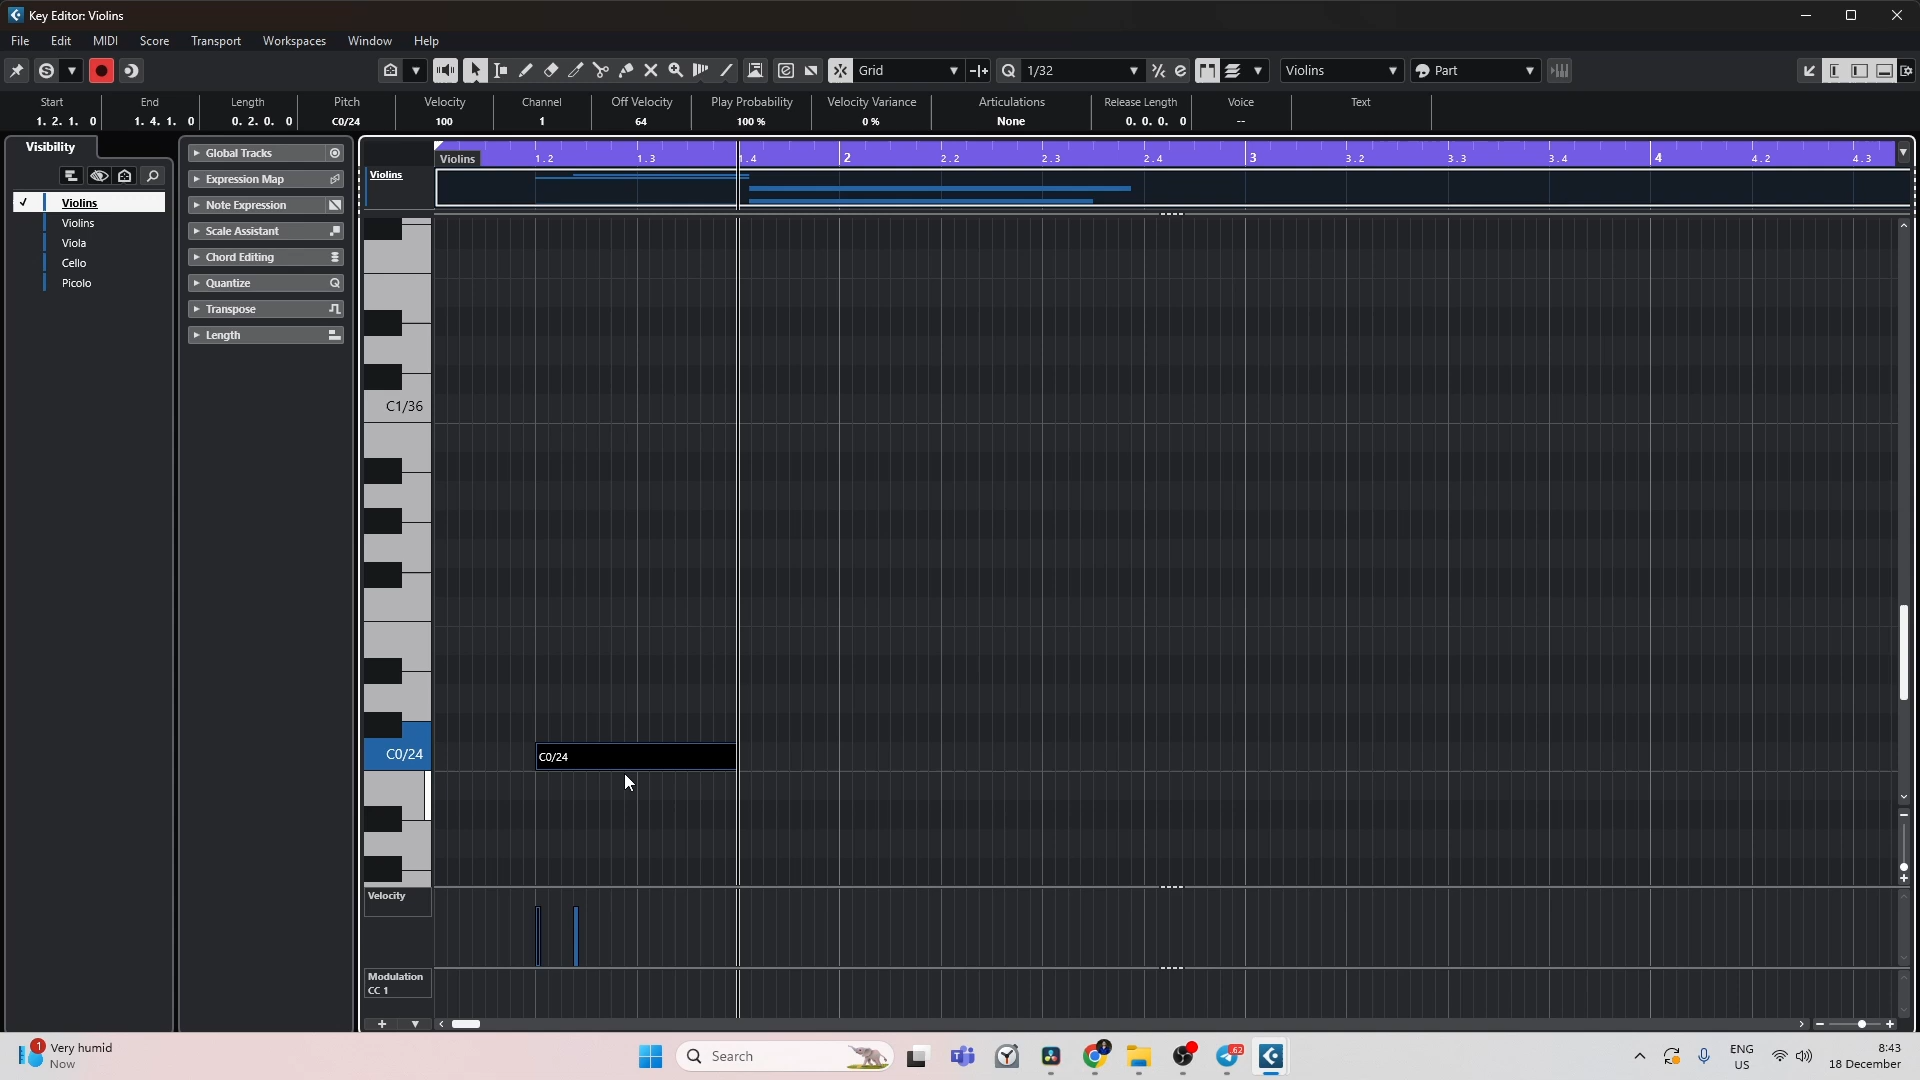 Key Editor: Violins
File Edit MIDI Score Transport Workspaces Window Help
Grid 1/32 Violins Part
Start End Length Pitch Velocity Channel Off Velocity Play Probability Velocity Variance Articulations Release Length Voice Text
1. 2. 1. 0 1. 4. 1. 0 0. 2. 0. 0 C0/24 100 1 64 100 % 0 % None 0. 0. 0. 0 --
Visibility
Violins
Violins
Viola
Cello
Picolo
Global Tracks
Expression Map
Note Expression
Scale Assistant
Chord Editing
Quantize
Transpose
Length
Violins 1.2 1.3 1.4 2 2.2 2.3 2.4 3 3.2 3.3 3.4 4 4.2 4.3
Violins
C1/36
C0/24
C0/24
Velocity
Modulation
CC 1
1 Very humid
Now
Search
62
ENG
US
8:43
18 December